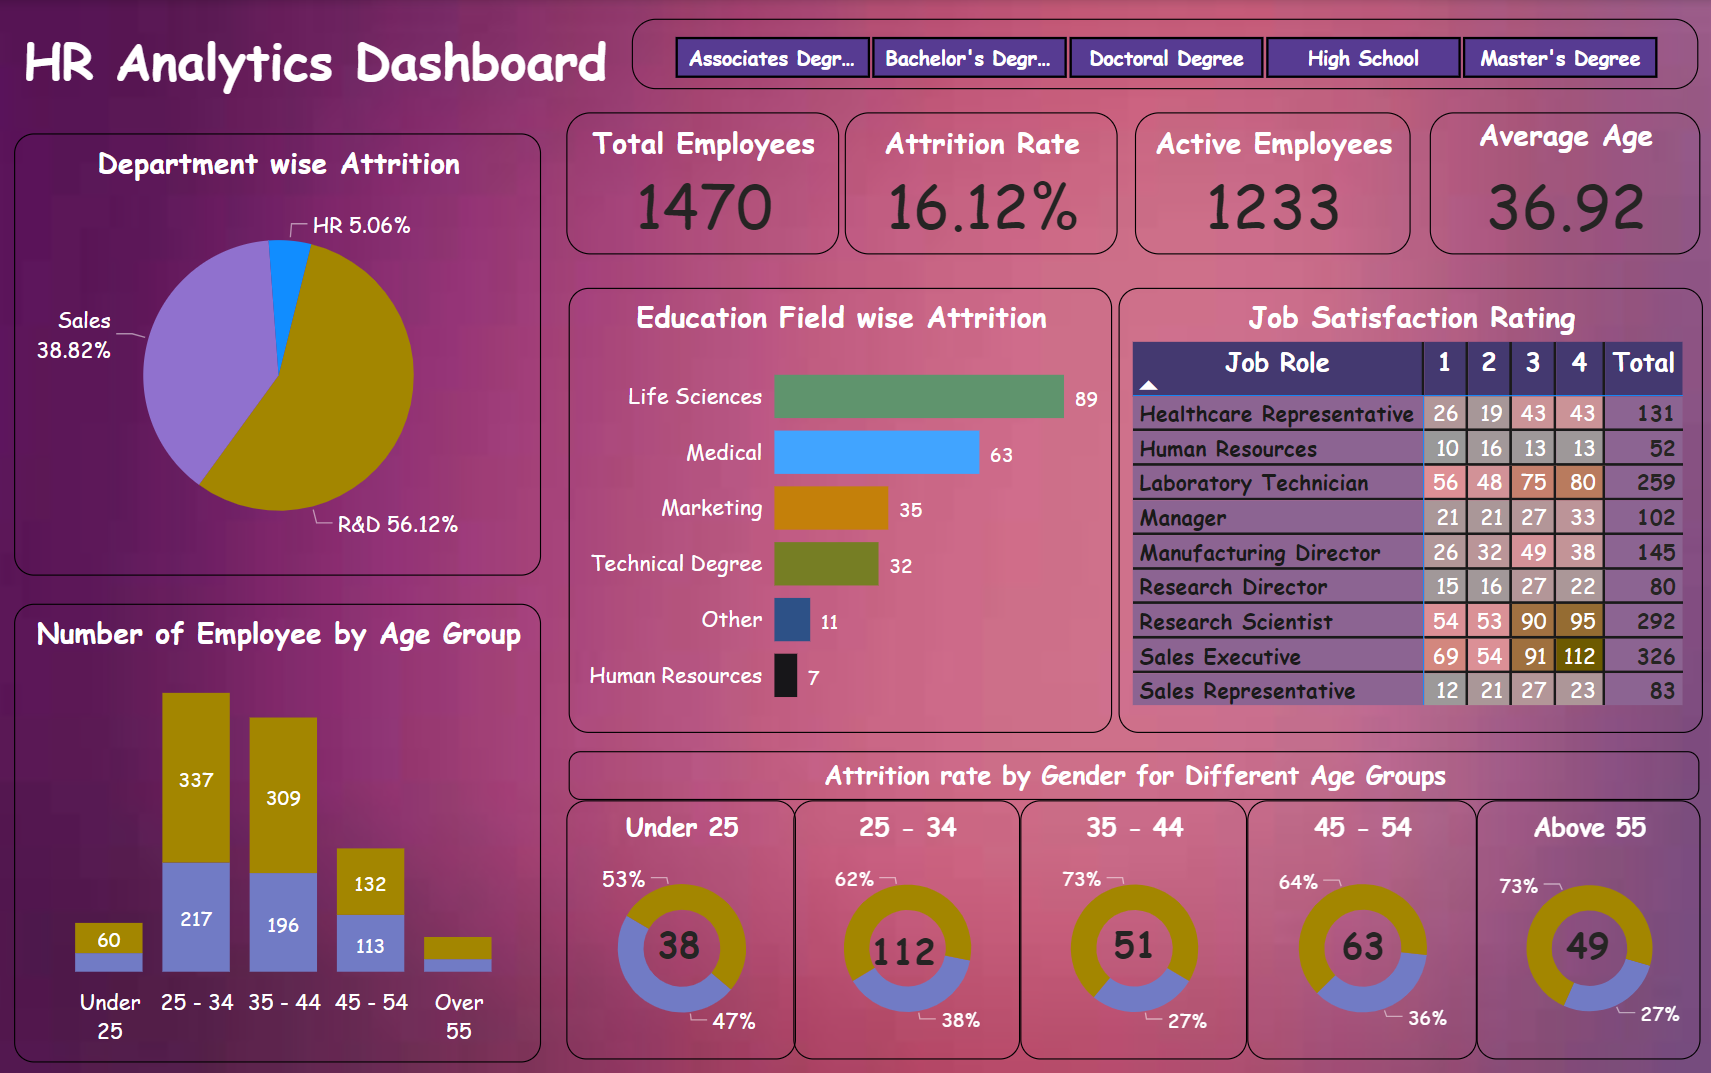 HR Analytics Dashboard
Associates Degr...
Bachelor's Degr...
Doctoral Degree
High School
Master's Degree
Total Employees
1470
Attrition Rate
16.12%
Active Employees
1233
Average Age
36.92
Department wise Attrition
HR 5.06%
Sales
38.82%
R&D 56.12%
Education Field wise Attrition
Life Sciences 89
Medical 63
Marketing 35
Technical Degree 32
Other 11
Human Resources 7
Job Satisfaction Rating
Job Role 1 2 3 4 Total
Healthcare Representative 26 19 43 43 131
Human Resources 10 16 13 13 52
Laboratory Technician 56 48 75 80 259
Manager 21 21 27 33 102
Manufacturing Director 26 32 49 38 145
Research Director 15 16 27 22 80
Research Scientist 54 53 90 95 292
Sales Executive 69 54 91 112 326
Sales Representative 12 21 27 23 83
Number of Employee by Age Group
337
309
132
60
217
196
113
Under
25
25 - 34
35 - 44
45 - 54
Over
55
Attrition rate by Gender for Different Age Groups
Under 25
53%
38
47%
25 - 34
62%
112
38%
35 - 44
73%
51
27%
45 - 54
64%
63
36%
Above 55
73%
49
27%